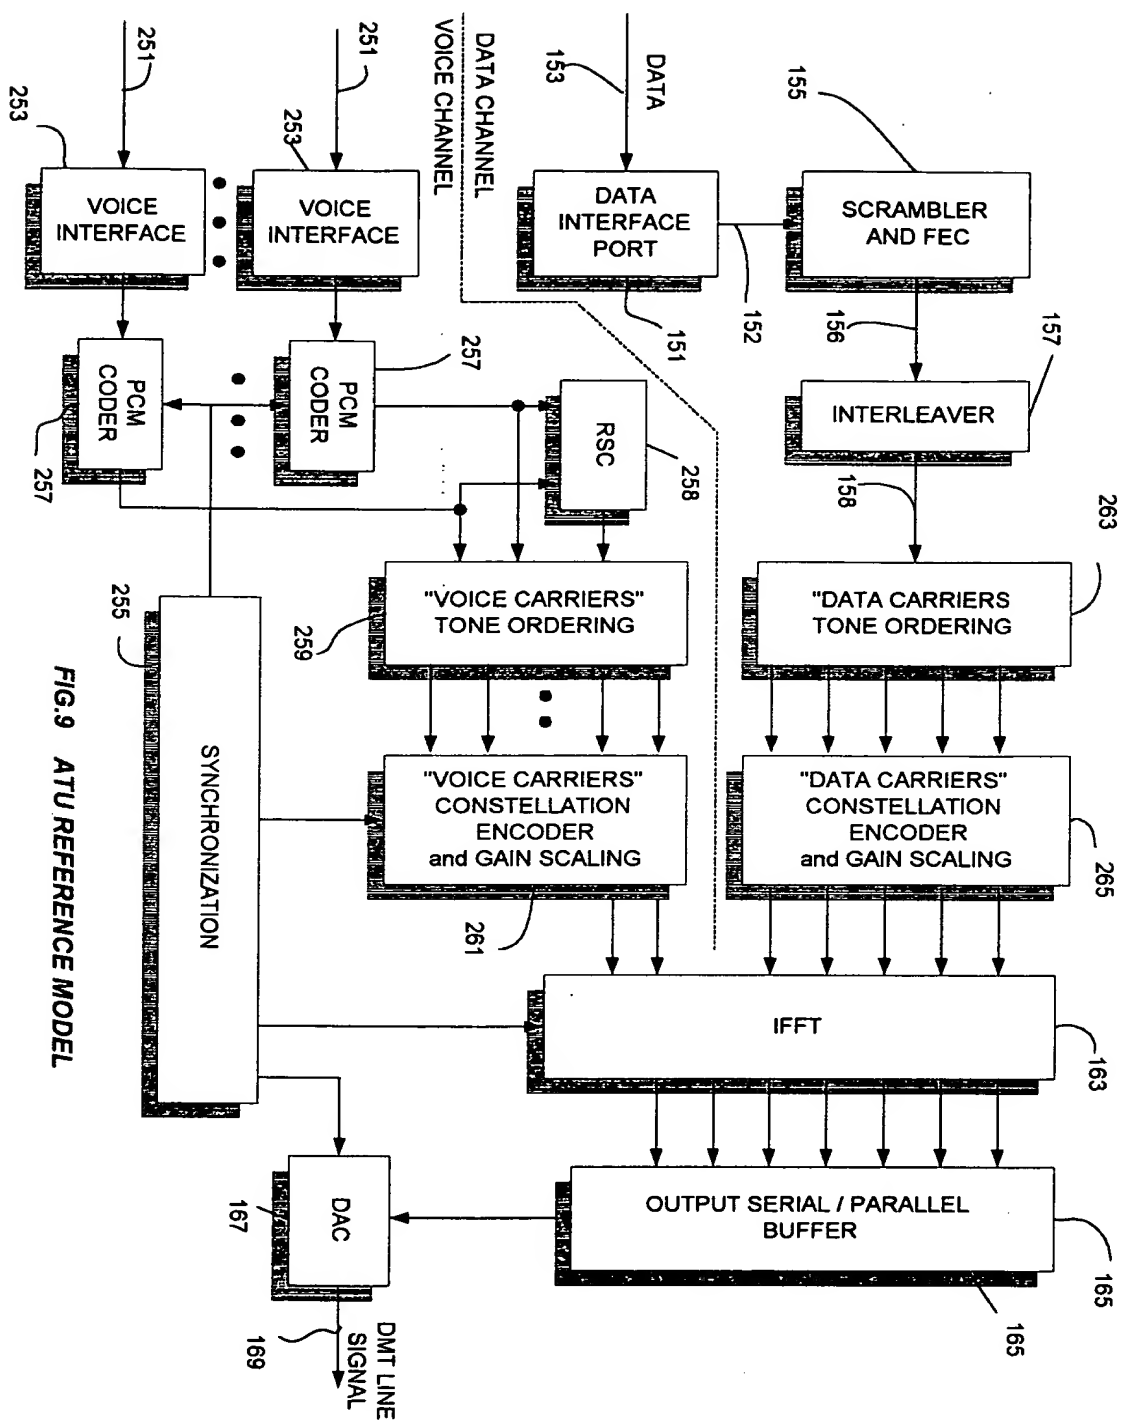 251
253
VOICE
INTERFACE
251
253
VOICE
INTERFACE
VOICE CHANNEL
DATA CHANNEL
DATA
153
DATA
INTERFACE
PORT
151
152
155
SCRAMBLER
AND FEC
156
157
INTERLEAVER
158
PCM
CODER
257
PCM
CODER
257
RSC
258
263
"DATA CARRIERS
TONE ORDERING
"VOICE CARRIERS"
TONE ORDERING
259
"DATA CARRIERS"
CONSTELLATION
ENCODER
and GAIN SCALING
265
"VOICE CARRIERS"
CONSTELLATION
ENCODER
and GAIN SCALING
261
255
SYNCHRONIZATION
IFFT
163
OUTPUT SERIAL / PARALLEL
BUFFER
165
165
DAC
167
DMT LINE
SIGNAL
169
FIG.9 ATU REFERENCE MODEL